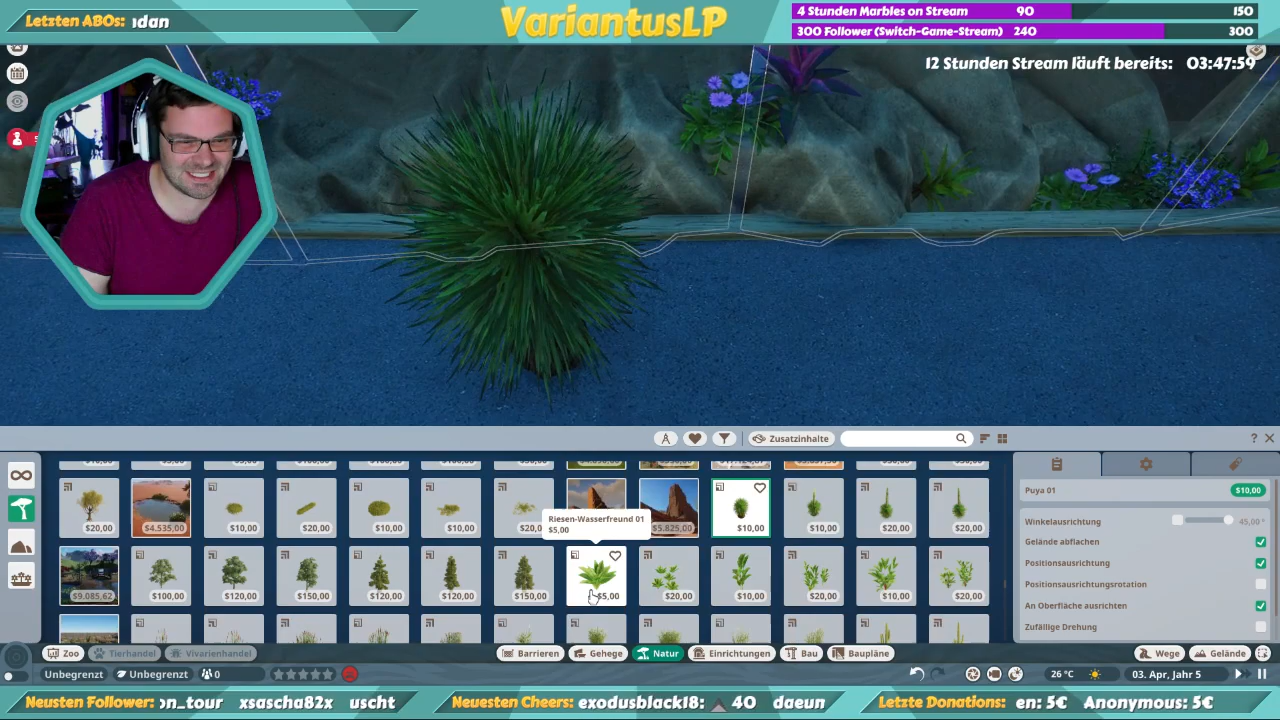 Letzten ABOs: ıdan
VariantusLP
4 Stunden Marbles on Stream 90 150
300 Follower (Switch-Game-Stream) 240 300
12 Stunden Stream läuft bereits: 03:47:59
Zusatzinhalte
?
$20,00 $4.535,00 $10,00 $20,00 $10,00 $10,00 $20,00 $5.825,00 $10,00 $10,00 $20,00 $20,00
Riesen-Wasserfreund 01
$5,00
$9.085,62 $100,00 $120,00 $150,00 $120,00 $120,00 $150,00 $5,00 $20,00 $10,00 $20,00 $10,00 $20,00
Puya 01 $10,00
Winkelausrichtung 45,00 °
Gelände abflachen
Positionsausrichtung
Positionsausrichtungsrotation
An Oberfläche ausrichten
Zufällige Drehung
Zoo Tierhandel Vivarienhandel Barrieren Gehege Natur Einrichtungen Bau Baupläne Wege Gelände
Unbegrenzt Unbegrenzt 0 26 °C 03. Apr, Jahr 5
Neusten Follower: ɔn_tour xsascha82x uscht
Neuesten Cheers: exodusblack18: 40 daeun
Letzte Donations: en: 5€ Anonymous: 5€